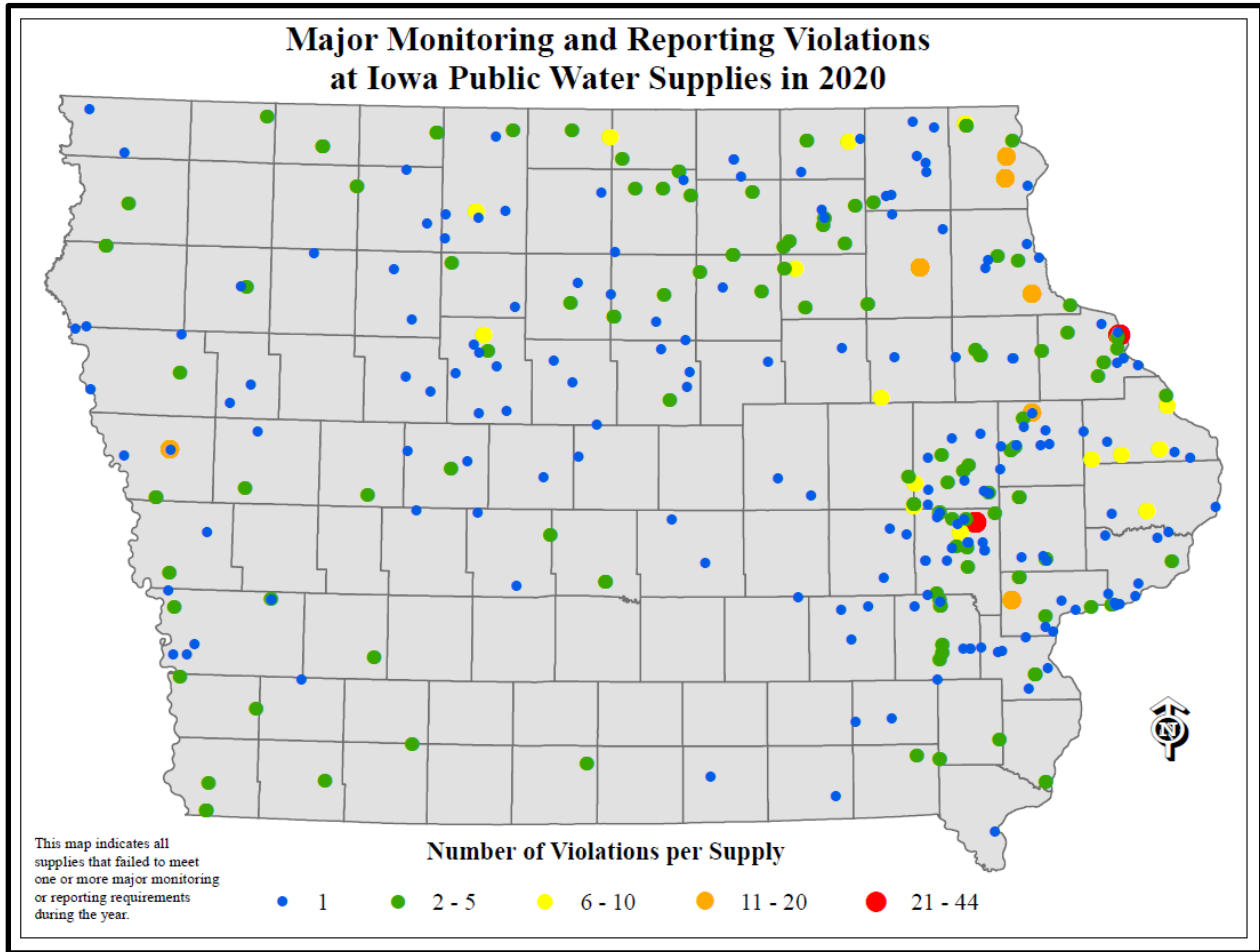 Major Monitoring and Reporting Violations
at Iowa Public Water Supplies in 2020
N
This map indicates all
supplies that failed to meet
one or more major monitoring
or reporting requirements
during the year.
Number of Violations per Supply
1
2 - 5
6 - 10
11 - 20
21 - 44